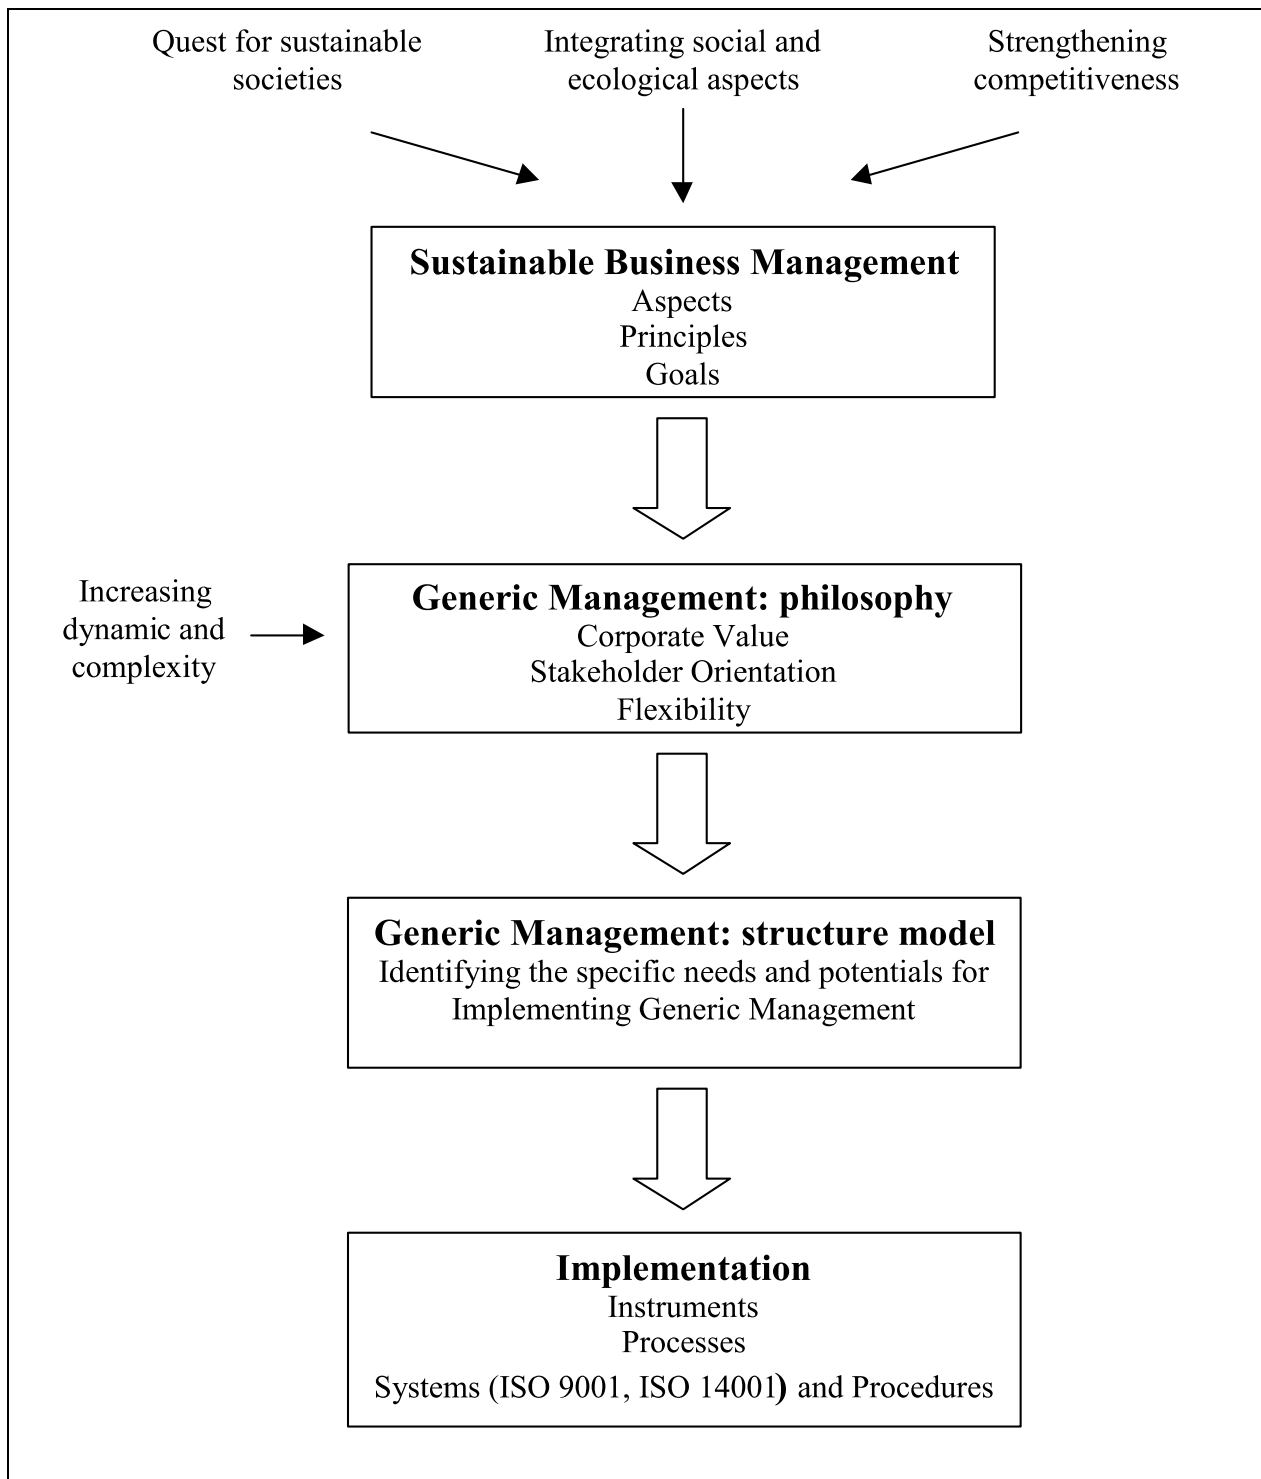 Quest for sustainable
societies
Integrating social and
ecological aspects
Strengthening
competitiveness
Sustainable Business Management
Aspects
Principles
Goals
Increasing
dynamic and
complexity
Generic Management: philosophy
Corporate Value
Stakeholder Orientation
Flexibility
Generic Management: structure model
Identifying the specific needs and potentials for
Implementing Generic Management
Implementation
Instruments
Processes
Systems (ISO 9001, ISO 14001) and Procedures